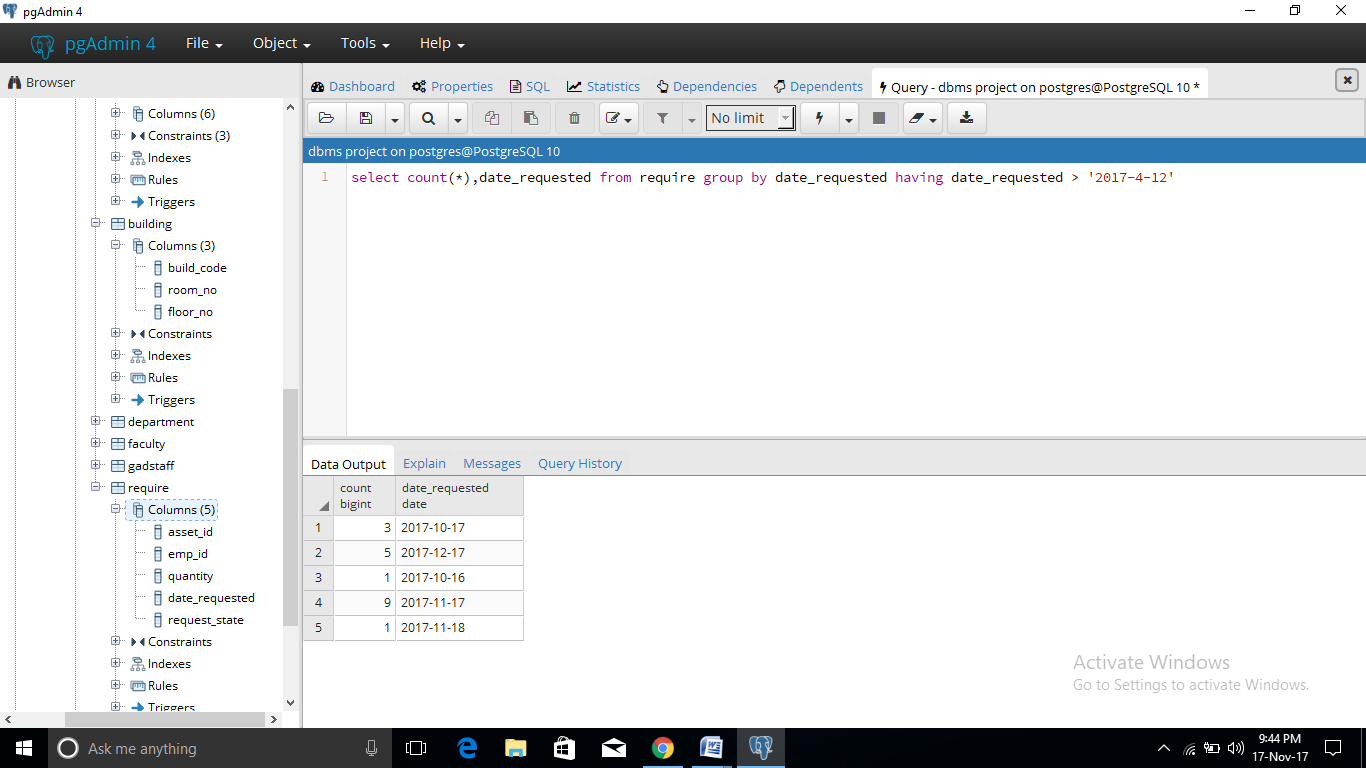 pgAdmin 4
pgAdmin 4 File Object Tools Help
Browser
Dashboard Properties SQL Statistics Dependencies Dependents Query - dbms project on postgres@PostgreSQL 10 *
No limit
dbms project on postgres@PostgreSQL 10
1 select count(*),date_requested from require group by date_requested having date_requested > '2017-4-12'
Columns (6)
Constraints (3)
Indexes
Rules
Triggers
building
Columns (3)
build_code
room_no
floor_no
Constraints
Indexes
Rules
Triggers
department
faculty
gadstaff
require
Columns (5)
asset_id
emp_id
quantity
date_requested
request_state
Constraints
Indexes
Rules
Triggers
Data Output Explain Messages Query History
count date_requested
bigint date
1 3 2017-10-17
2 5 2017-12-17
3 1 2017-10-16
4 9 2017-11-17
5 1 2017-11-18
Activate Windows
Go to Settings to activate Windows.
Ask me anything
9:44 PM
17-Nov-17